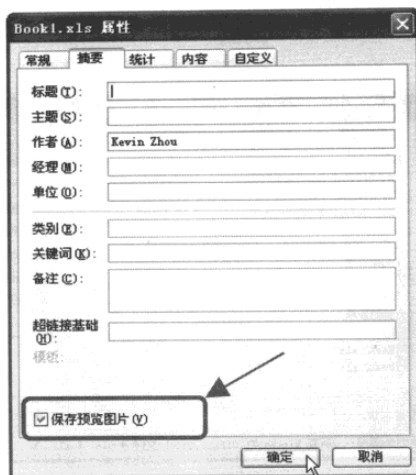 Book1.xls 属性
常规 摘要 统计 内容 自定义
标题(T):
主题(S):
作者(A): Kevin Zhou
经理(M):
单位(O):
类别(E):
关键词(K):
备注(C):
超链接基础
(H):
模板:
保存预览图片(V)
确定 取消